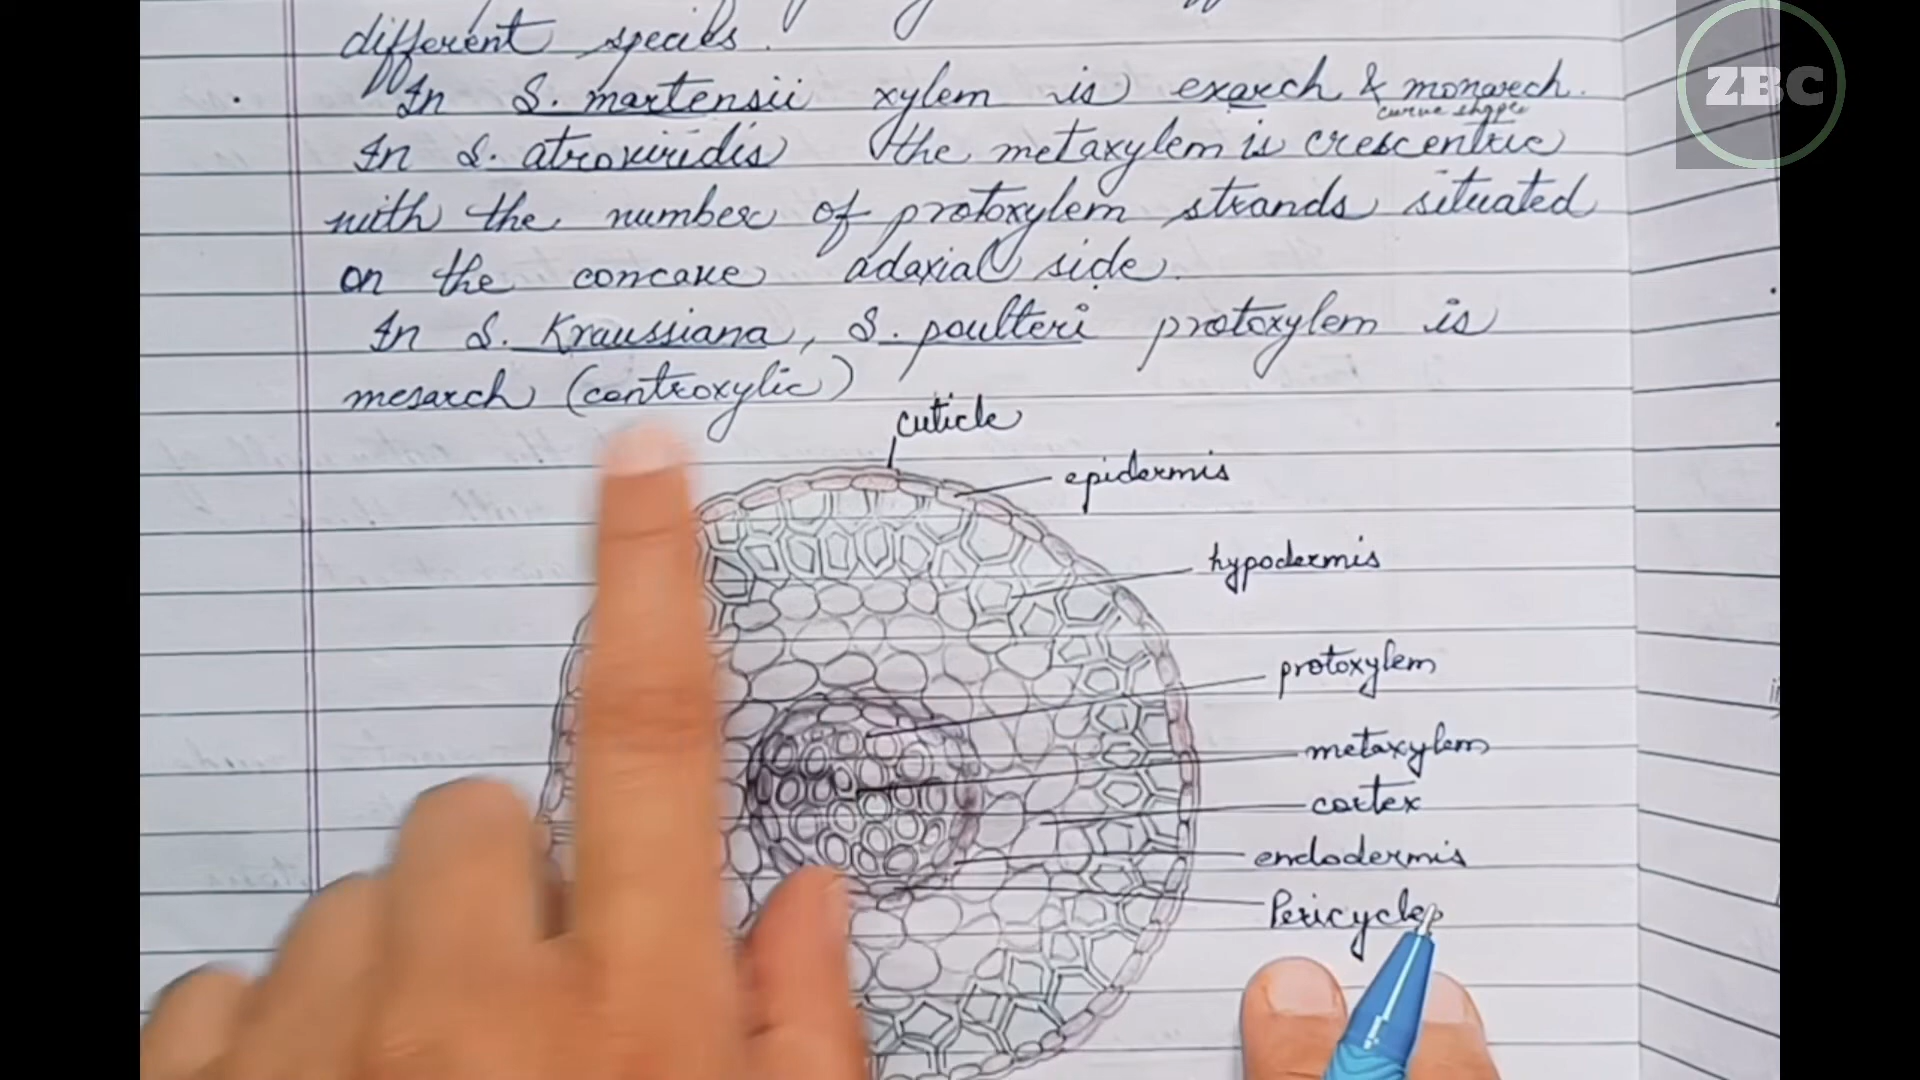 different species.
In S. martensii xylem is exarch & monarch.
curve shape
In S. atroviridis the metaxylem is crescentric
with the number of protoxylem strands situated
on the concave adaxial side.
In S. Kraussiana, S. poulteri protoxylem is
mesarch (centroxylic)
cuticle
epidermis
hypodermis
protoxylem
metaxylem
cortex
endodermis
Pericycle
ZBC